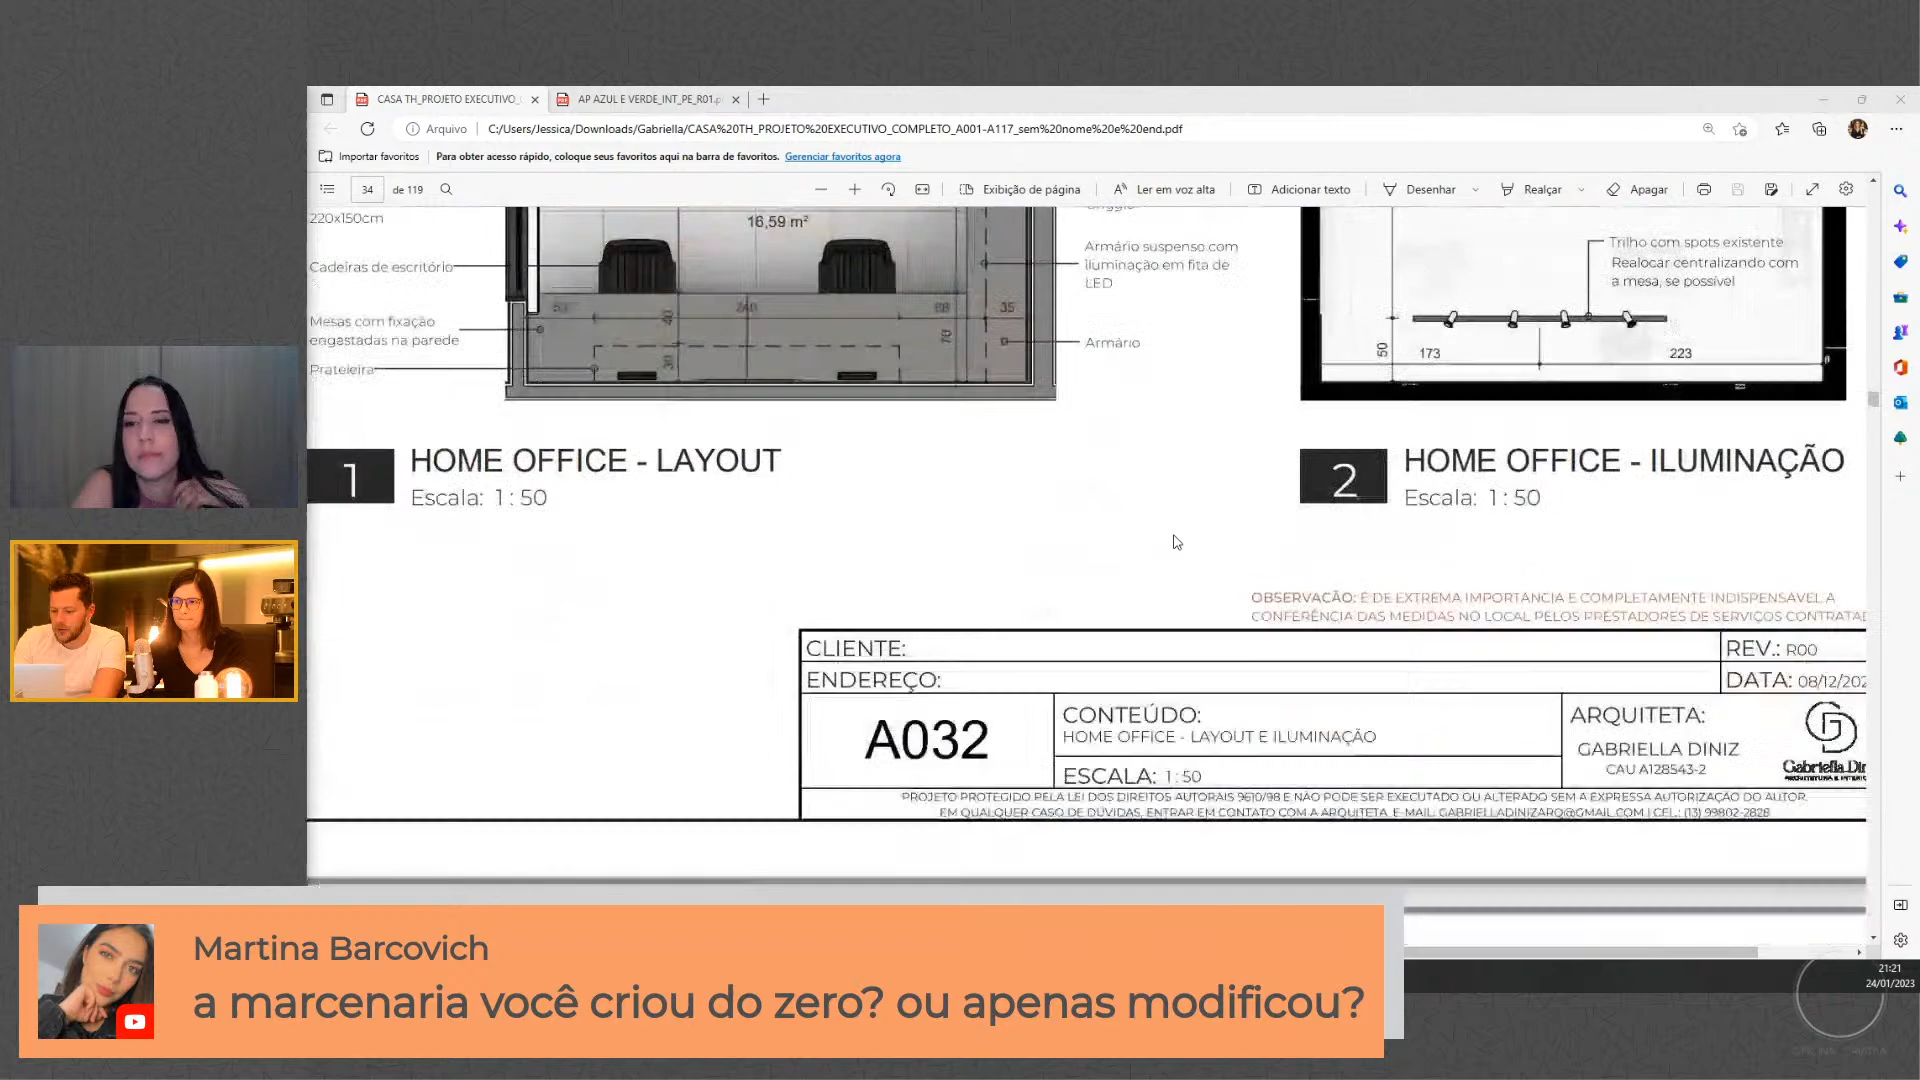 CASA TH_PROJETO EXECUTIVO_
AP AZUL E VERDE_INT_PE_R01.p
Arquivo
C:/Users/Jessica/Downloads/Gabriella/CASA%20TH_PROJETO%20EXECUTIVO_COMPLETO_A001-A117_sem%20nome%20e%20end.pdf
Importar favoritos
Para obter acesso rápido, coloque seus favoritos aqui na barra de favoritos. Gerenciar favoritos agora
34 de 119
Exibição de página
Ler em voz alta
Adicionar texto
Desenhar
Realçar
Apagar
220x150cm
Cadeiras de escritório
Mesas com fixação
engastadas na parede
Prateleira
16,59 m²
240
35
40
30
70
Armário suspenso com
iluminação em fita de
LED
Armário
Trilho com spots existente
Realocar centralizando com
a mesa, se possível
50
173
223
1
HOME OFFICE - LAYOUT
Escala: 1 : 50
2
HOME OFFICE - ILUMINAÇÃO
Escala: 1 : 50
OBSERVAÇÃO: É DE EXTREMA IMPORTÂNCIA E COMPLETAMENTE INDISPENSÁVEL A
CONFERÊNCIA DAS MEDIDAS NO LOCAL PELOS PRESTADORES DE SERVIÇOS CONTRATAD
CLIENTE:
REV.: R00
ENDEREÇO:
DATA: 08/12/202
A032
CONTEÚDO:
HOME OFFICE - LAYOUT E ILUMINAÇÃO
ESCALA: 1 : 50
ARQUITETA:
GABRIELLA DINIZ
CAU A128543-2
Gabriella Din
PROJETO PROTEGIDO PELA LEI DOS DIREITOS AUTORAIS 9610/98 E NÃO PODE SER EXECUTADO OU ALTERADO SEM A EXPRESSA AUTORIZAÇÃO DO AUTOR.
EM QUALQUER CASO DE DÚVIDAS, ENTRAR EM CONTATO COM A ARQUITETA. E-MAIL: GABRIELLADINIZARQ@GMAIL.COM | CEL.: (13) 99802-2828
21:21
24/01/2023
Martina Barcovich
a marcenaria você criou do zero? ou apenas modificou?